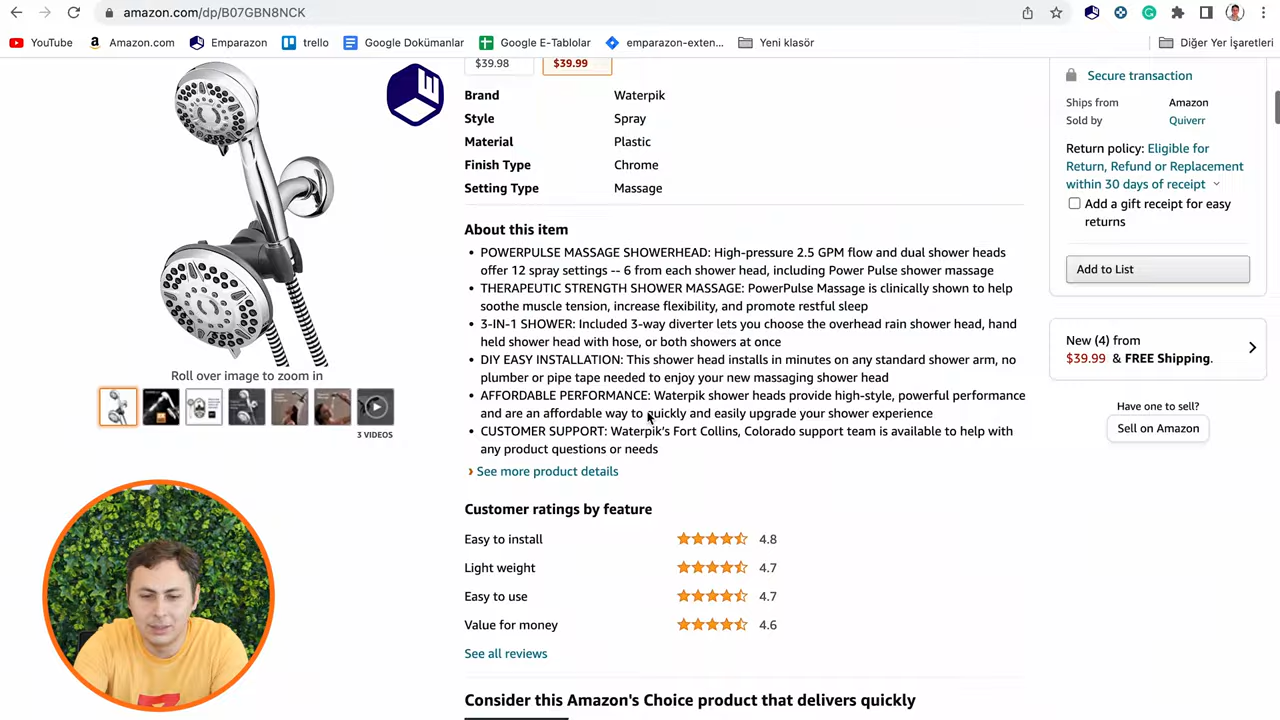 amazon.com/dp/B07GBN8NCK
YouTube
Amazon.com
Emparazon
trello
Google Dokümanlar
Google E-Tablolar
emparazon-exten...
Yeni klasör
Diğer Yer İşaretleri
$39.98
$39.99
Brand Waterpik
Style Spray
Material Plastic
Finish Type Chrome
Setting Type Massage
About this item
• POWERPULSE MASSAGE SHOWERHEAD: High-pressure 2.5 GPM flow and dual shower heads
offer 12 spray settings -- 6 from each shower head, including Power Pulse shower massage
• THERAPEUTIC STRENGTH SHOWER MASSAGE: PowerPulse Massage is clinically shown to help
soothe muscle tension, increase flexibility, and promote restful sleep
• 3-IN-1 SHOWER: Included 3-way diverter lets you choose the overhead rain shower head, hand
held shower head with hose, or both showers at once
• DIY EASY INSTALLATION: This shower head installs in minutes on any standard shower arm, no
plumber or pipe tape needed to enjoy your new massaging shower head
• AFFORDABLE PERFORMANCE: Waterpik shower heads provide high-style, powerful performance
and are an affordable way to quickly and easily upgrade your shower experience
• CUSTOMER SUPPORT: Waterpik's Fort Collins, Colorado support team is available to help with
any product questions or needs
› See more product details
Customer ratings by feature
Easy to install 4.8
Light weight 4.7
Easy to use 4.7
Value for money 4.6
See all reviews
Consider this Amazon's Choice product that delivers quickly
Roll over image to zoom in
3 VIDEOS
Secure transaction
Ships from Amazon
Sold by Quiverr
Return policy: Eligible for
Return, Refund or Replacement
within 30 days of receipt
Add a gift receipt for easy
returns
Add to List
New (4) from
$39.99 & FREE Shipping.
Have one to sell?
Sell on Amazon